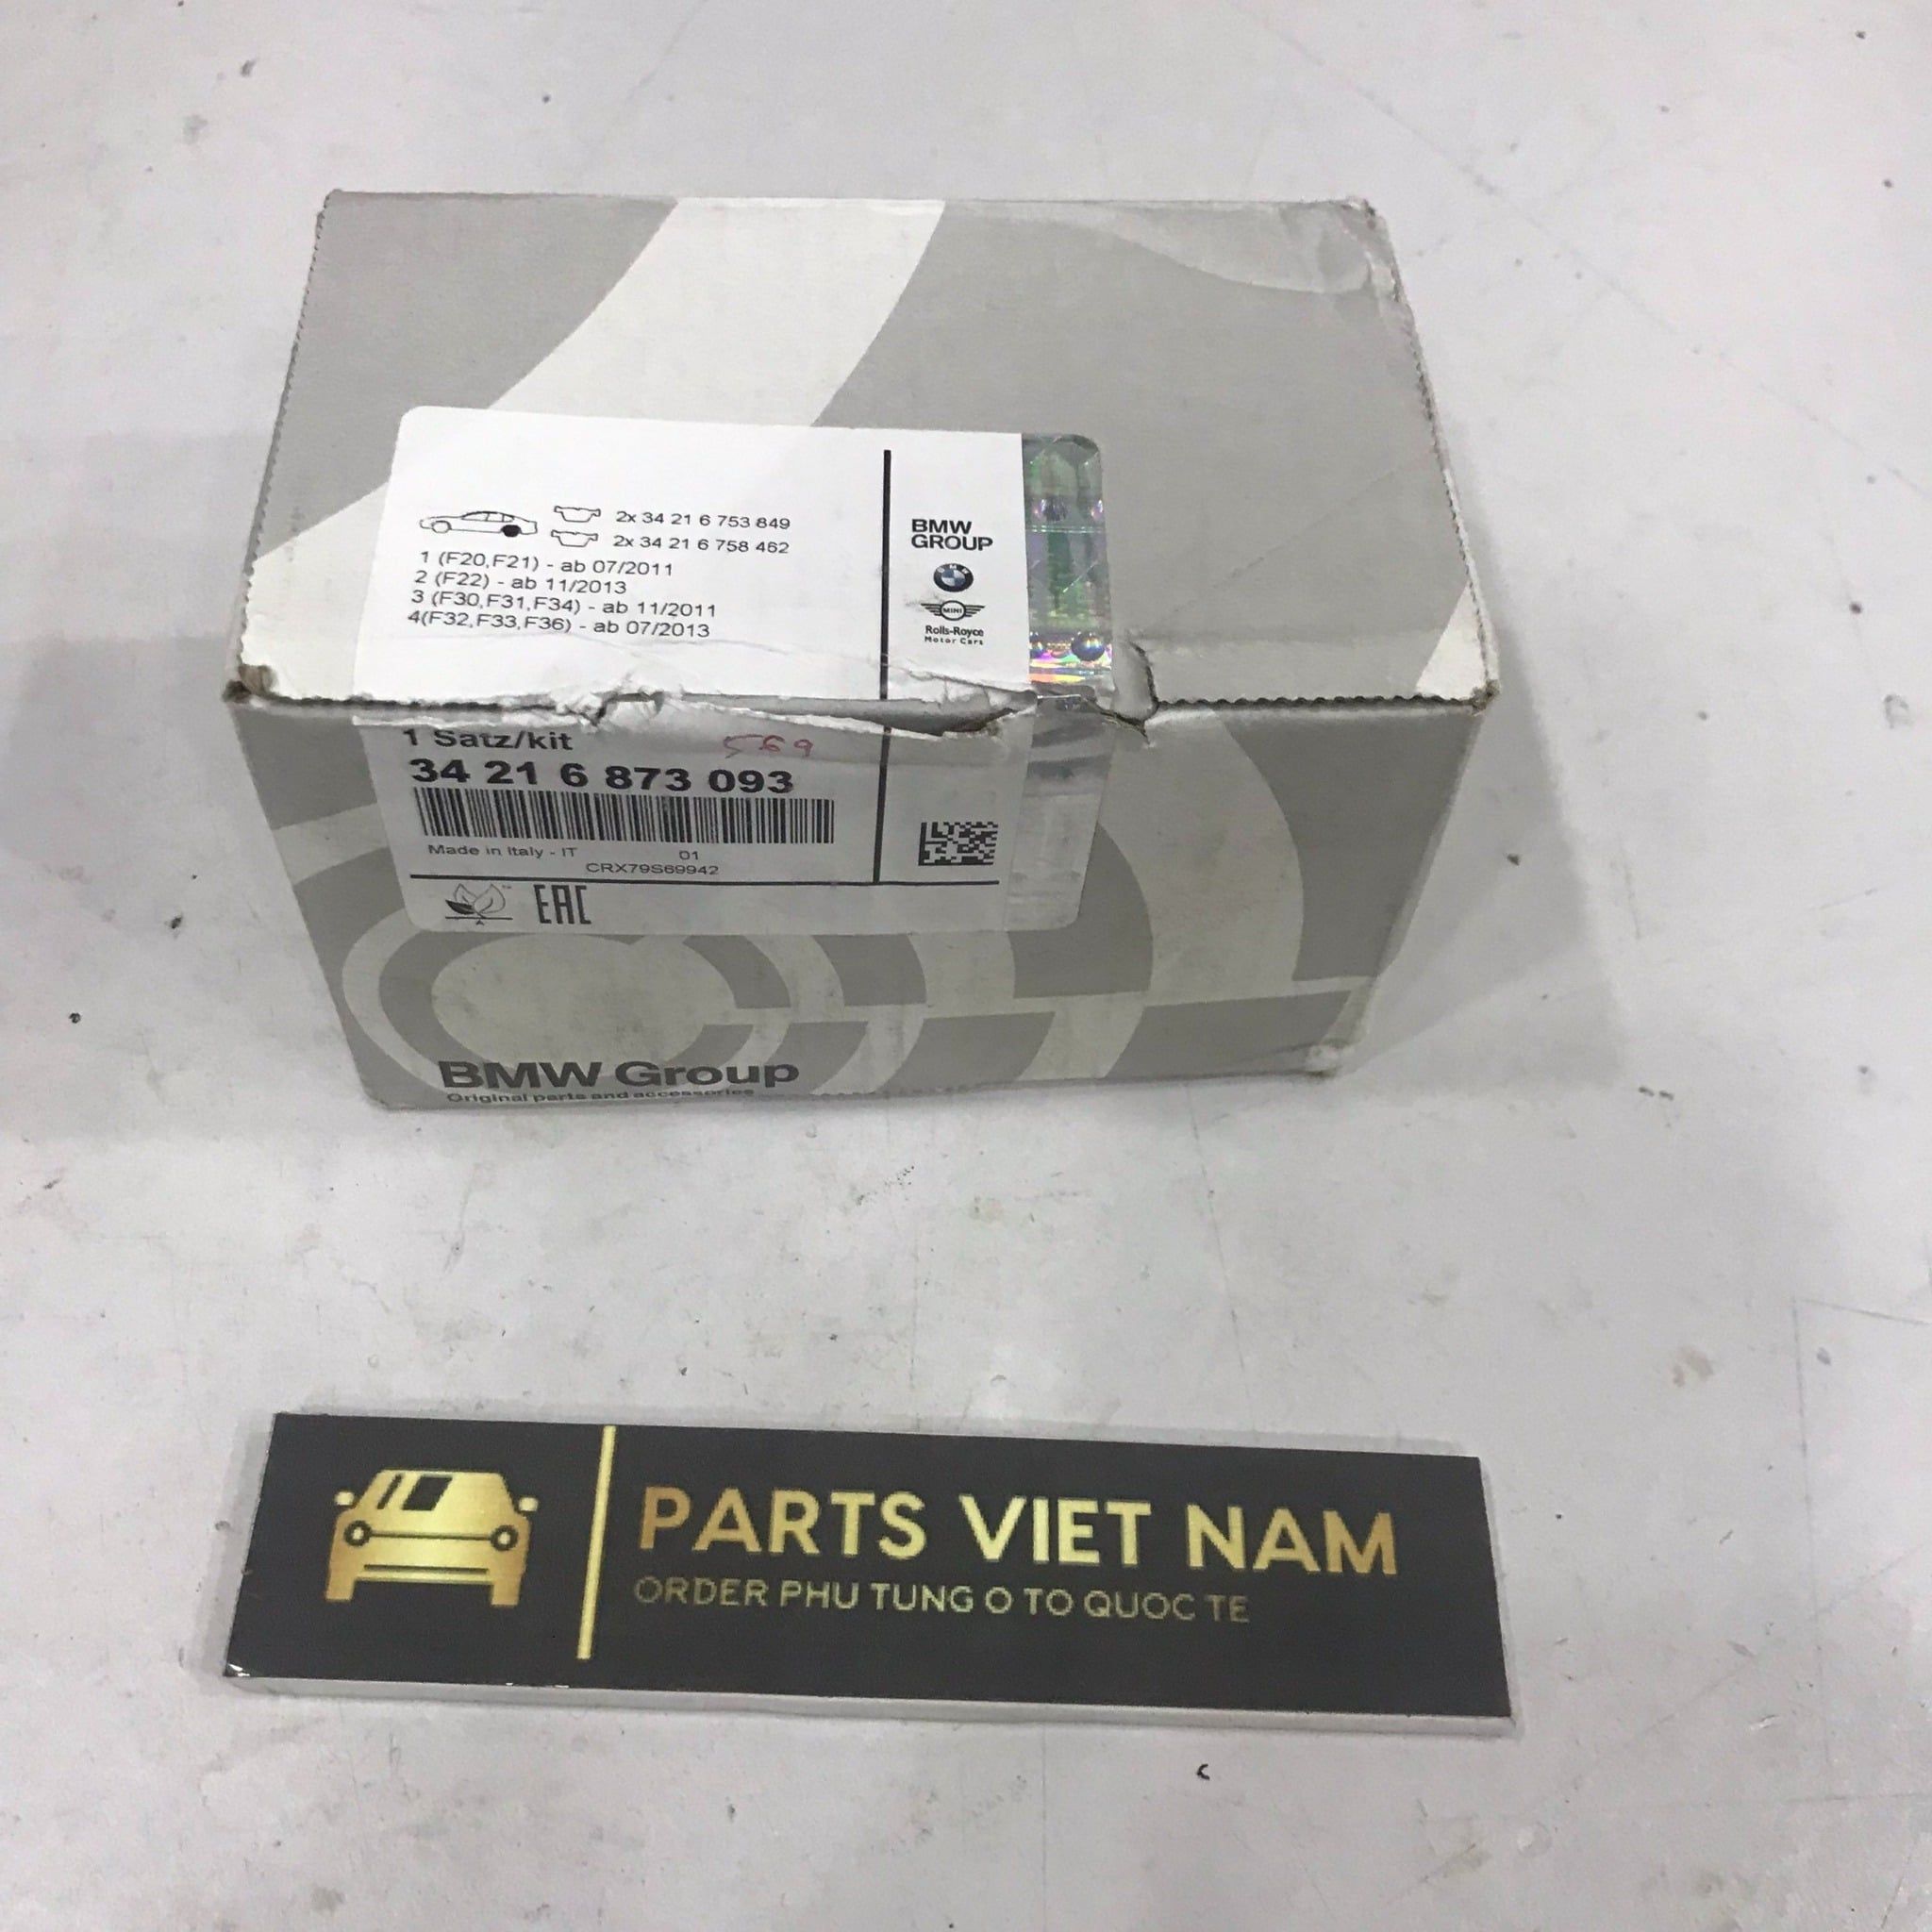 2x 34 21 6 753 849
2x 34 21 6 758 462
1 (F20,F21) - ab 07/2011
2 (F22) - ab 11/2013
3 (F30,F31,F34) - ab 11/2011
4(F32,F33,F36) - ab 07/2013
BMW
GROUP
BMW
MINI
Rolls-Royce
Motor Cars
1 Satz/kit
569
34 21 6 873 093
Made in Italy - IT 01
CRX79S69942
EAC
BMW Group
Original parts and accessories
PARTS VIET NAM
ORDER PHU TUNG O TO QUOC TE